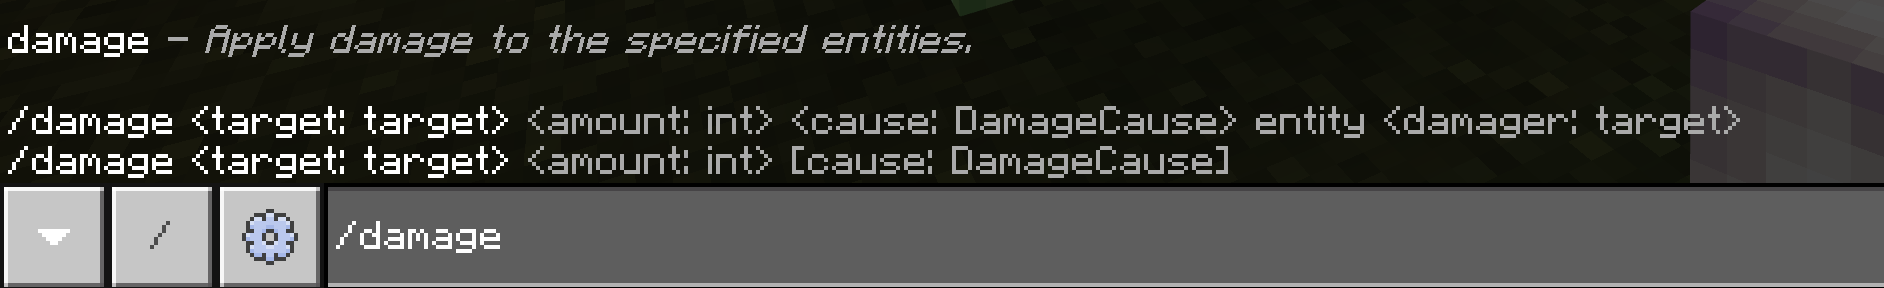 damage - Apply damage to the specified entities.
/damage <target: target> <amount: int> <cause: DamageCause> entity <damager: target>
/damage <target: target> <amount: int> [cause: DamageCause]
/
/damage